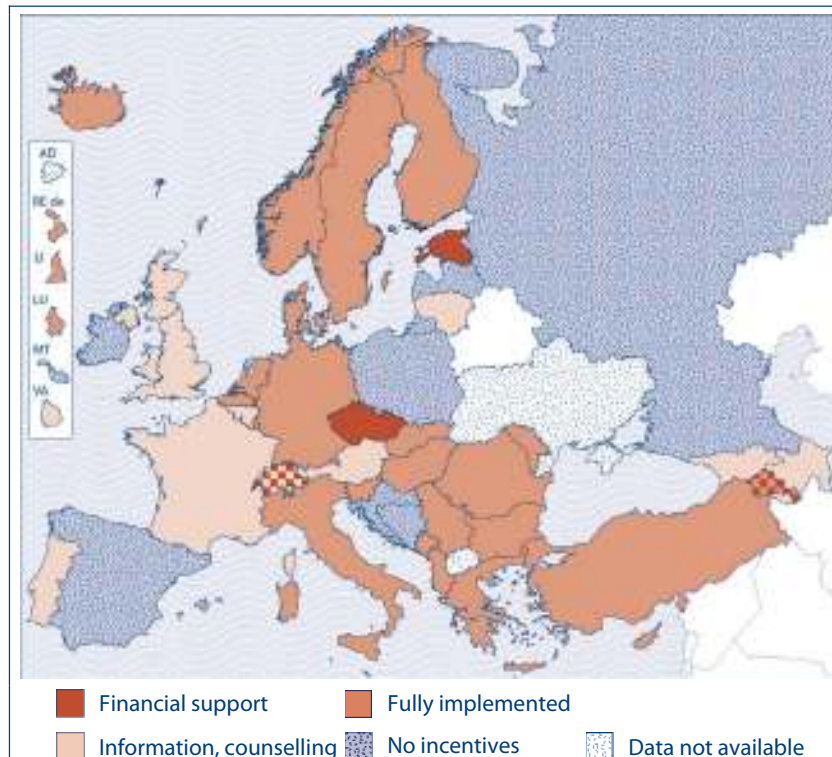 AD
BE de
LI
LU
MT
VA
Financial support
Fully implemented
Information, counselling
No incentives
Data not available